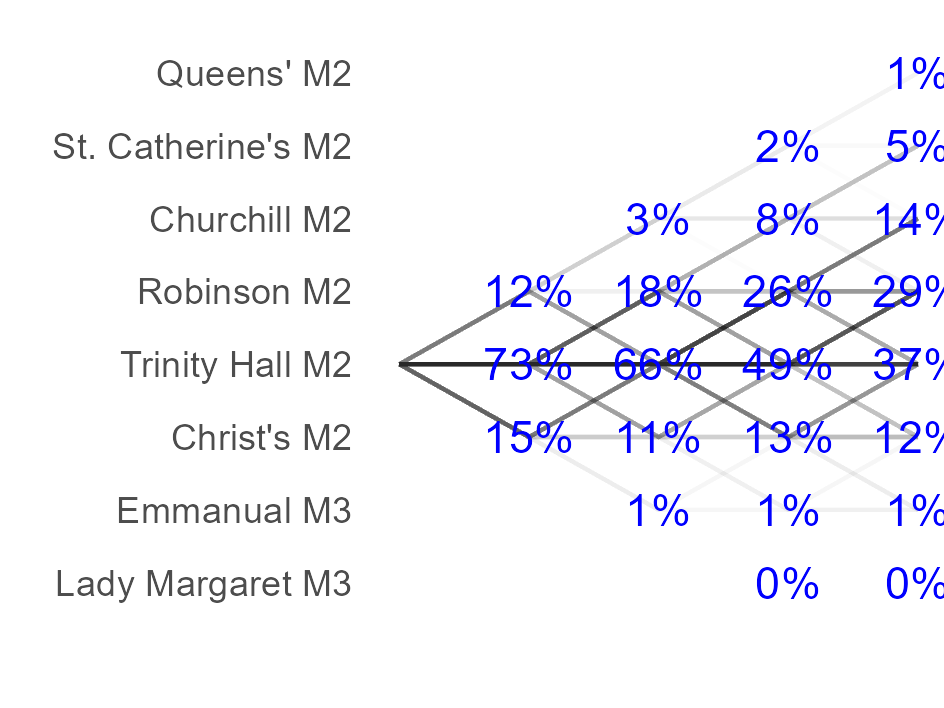 Queens' M2 1%
St. Catherine's M2 2% 5%
Churchill M2 3% 8% 14%
Robinson M2 12% 18% 26% 29%
Trinity Hall M2 73% 66% 49% 37%
Christ's M2 15% 11% 13% 12%
Emmanual M3 1% 1% 1%
Lady Margaret M3 0% 0%